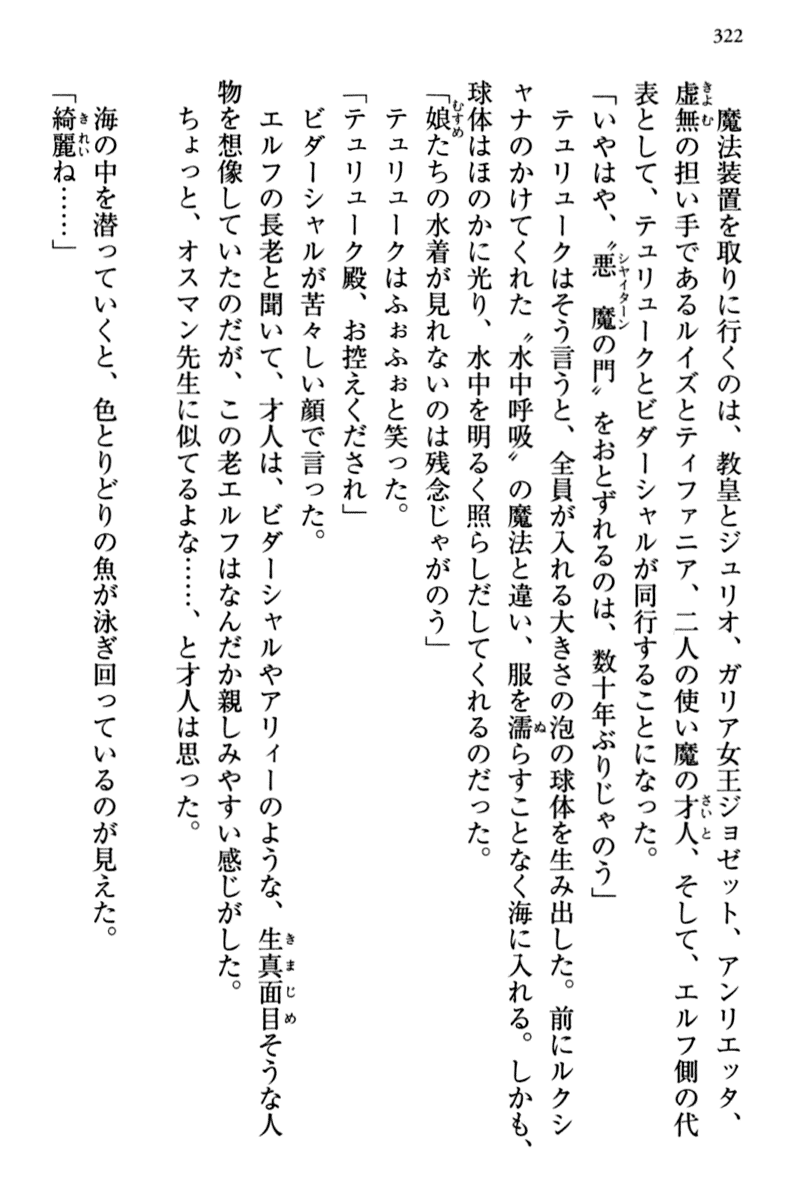 322
魔法装置を取りに行くのは、教皇とジュリオ、ガリア女王ジョゼット、アンリエッタ、
虚無の担い手であるルイズとティファニア、二人の使い魔の才人、そして、エルフ側の代
表として、テュリュークとビダーシャルが同行することになった。
「いやはや、〝悪魔の門〟をおとずれるのは、数十年ぶりじゃのう」
テュリュークはそう言うと、全員が入れる大きさの泡の球体を生み出した。前にルクシ
ャナのかけてくれた〝水中呼吸〟の魔法と違い、服を濡らすことなく海に入れる。しかも、
球体はほのかに光り、水中を明るく照らしだしてくれるのだった。
「娘たちの水着が見れないのは残念じゃがのう」
テュリュークはふぉふぉと笑った。
「テュリューク殿、お控えくだされ」
ビダーシャルが苦々しい顔で言った。
エルフの長老と聞いて、才人は、ビダーシャルやアリィーのような、生真面目そうな人
物を想像していたのだが、この老エルフはなんだか親しみやすい感じがした。
ちょっと、オスマン先生に似てるよな……、と才人は思った。
海の中を潜っていくと、色とりどりの魚が泳ぎ回っているのが見えた。
「綺麗ね……」